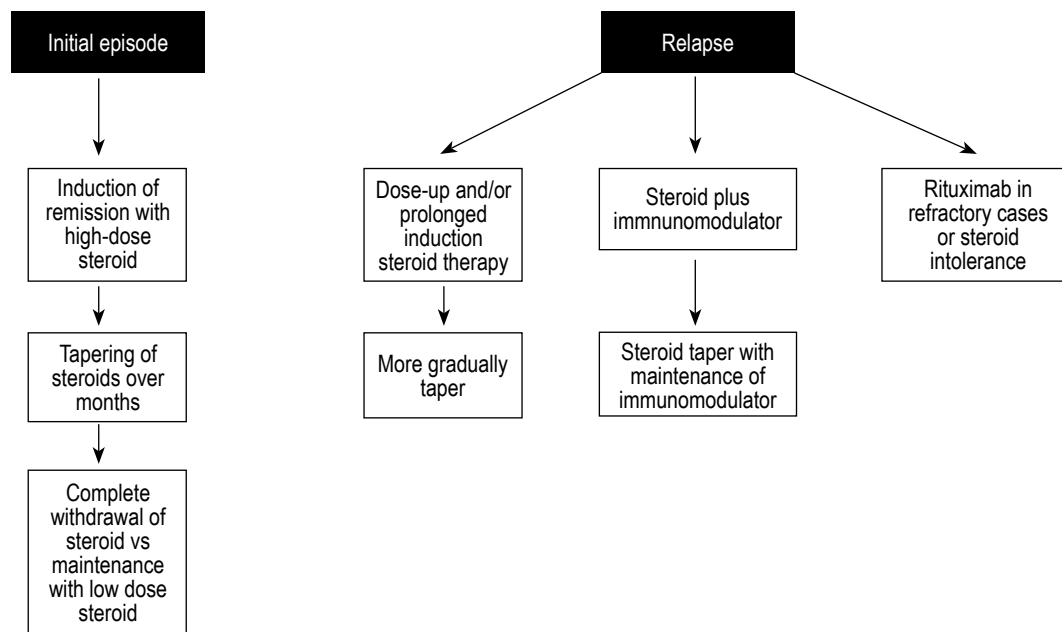 Initial episode
Induction of
remission with
high-dose
steroid
Tapering of
steroids over
months
Complete
withdrawal of
steroid vs
maintenance
with low dose
steroid
Relapse
Dose-up and/or
prolonged
induction
steroid therapy
More gradually
taper
Steroid plus
immnunomodulator
Steroid taper with
maintenance of
immunomodulator
Rituximab in
refractory cases
or steroid
intolerance